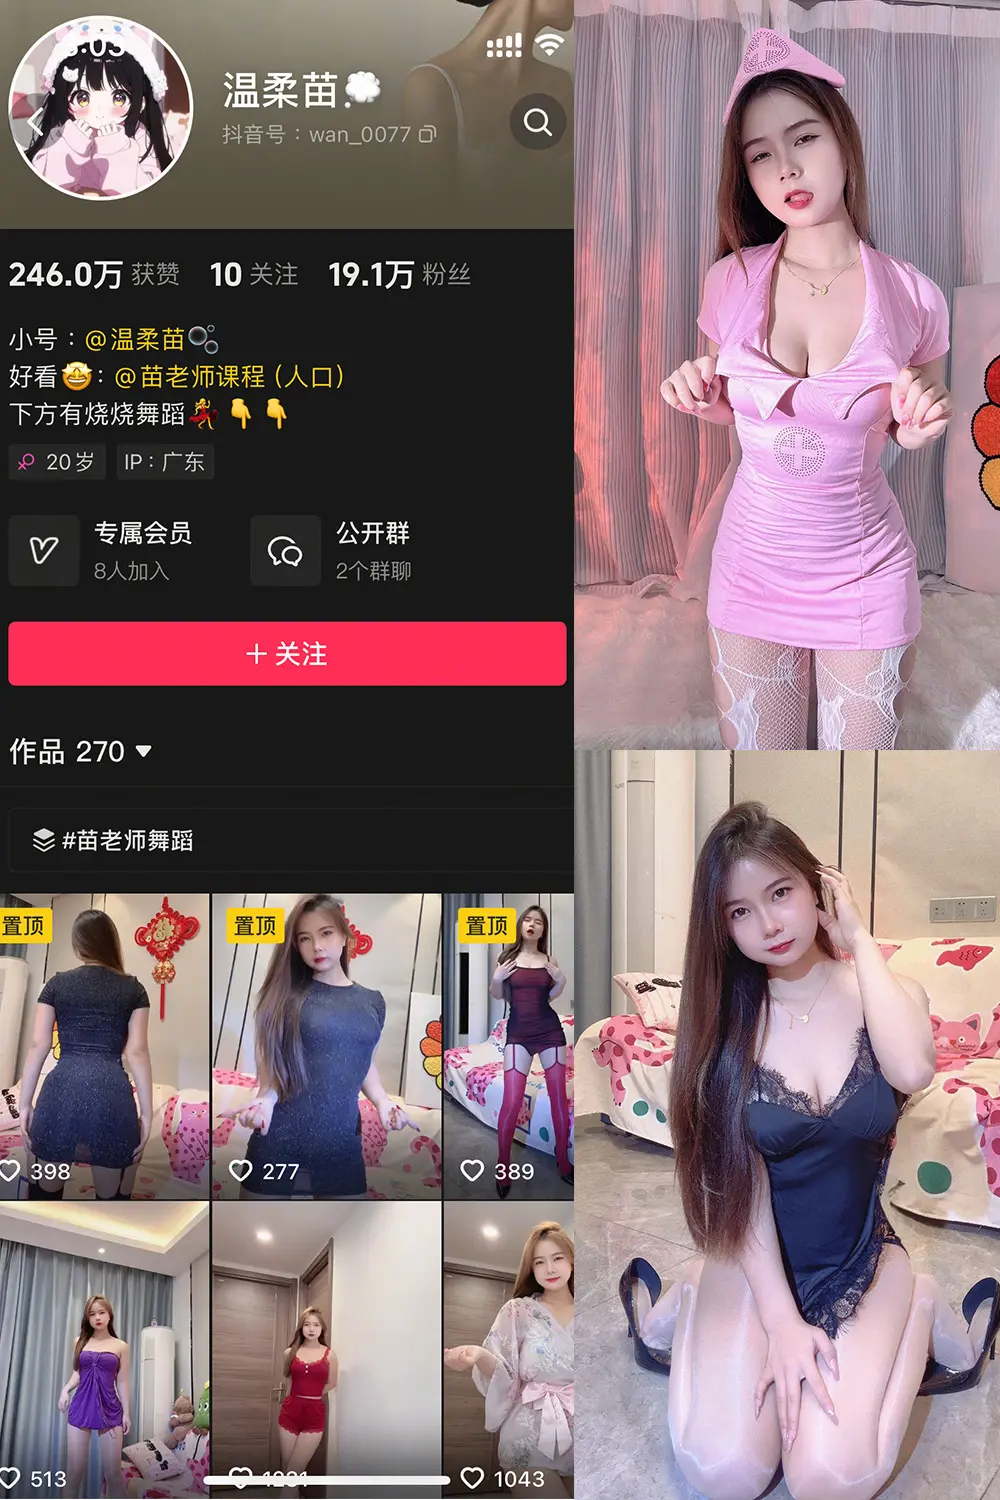 :03
温柔苗
抖音号：wan_0077
246.0万 获赞 10 关注 19.1万 粉丝
小号：@温柔苗
好看🤩：@苗老师课程 (人口)
下方有烧烧舞蹈💃👇👇
20岁 IP：广东
专属会员 公开群
8人加入 2个群聊
+ 关注
作品 270
#苗老师舞蹈
置顶 置顶 置顶
398 277 389
513 1043